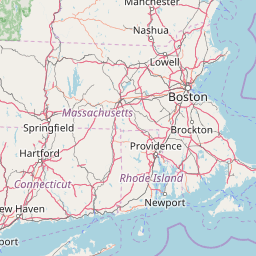 Manchester
Nashua
Lowell
Boston
Massachusetts
Springfield
Brockton
Hartford
Providence
Connecticut
Rhode Island
Newport
New Haven
port